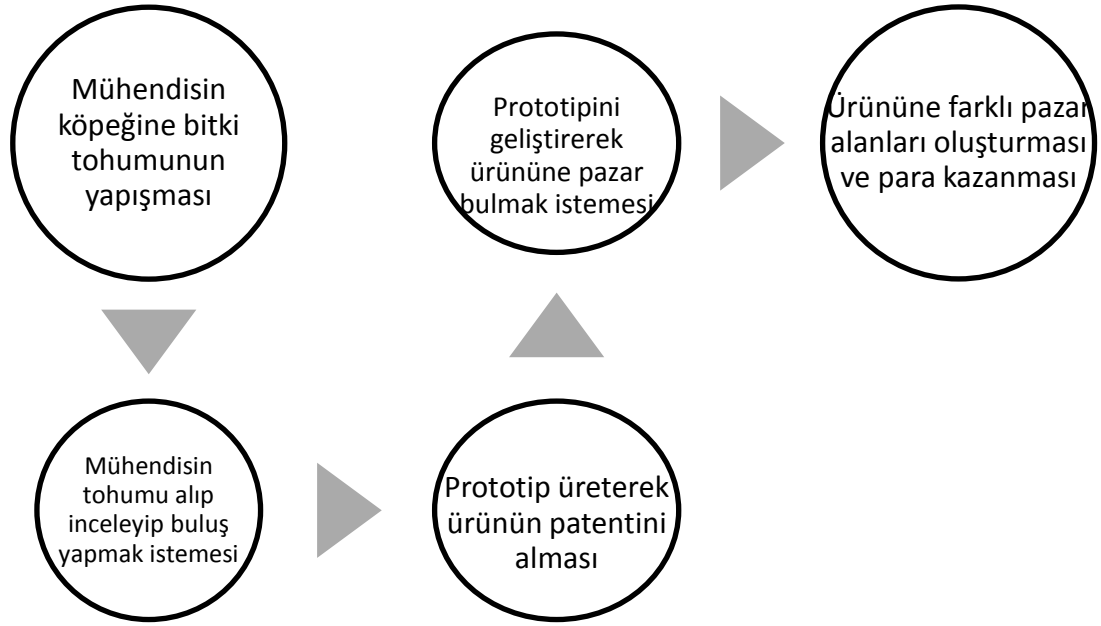 Mühendisin
köpeğine bitki
tohumunun
yapışması
Mühendisin
tohumu alıp
inceleyip buluş
yapmak istemesi
Prototip üreterek
ürünün patentini
alması
Prototipini
geliştirerek
ürününe pazar
bulmak istemesi
Ürününe farklı pazar
alanları oluşturması
ve para kazanması